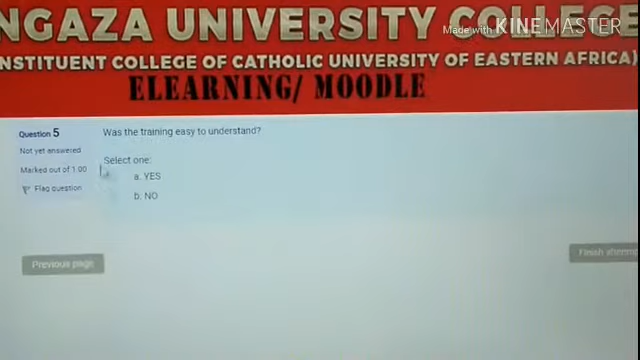 NGAZA UNIVERSITY COLLEGE
Made with KINEMASTER
NSTITUENT COLLEGE OF CATHOLIC UNIVERSITY OF EASTERN AFRICA)
ELEARNING/ MOODLE
Question 5
Not yet answered
Marked out of 1.00
Flag question
Was the training easy to understand?
Select one:
a. YES
b. NO
Previous page
Finish